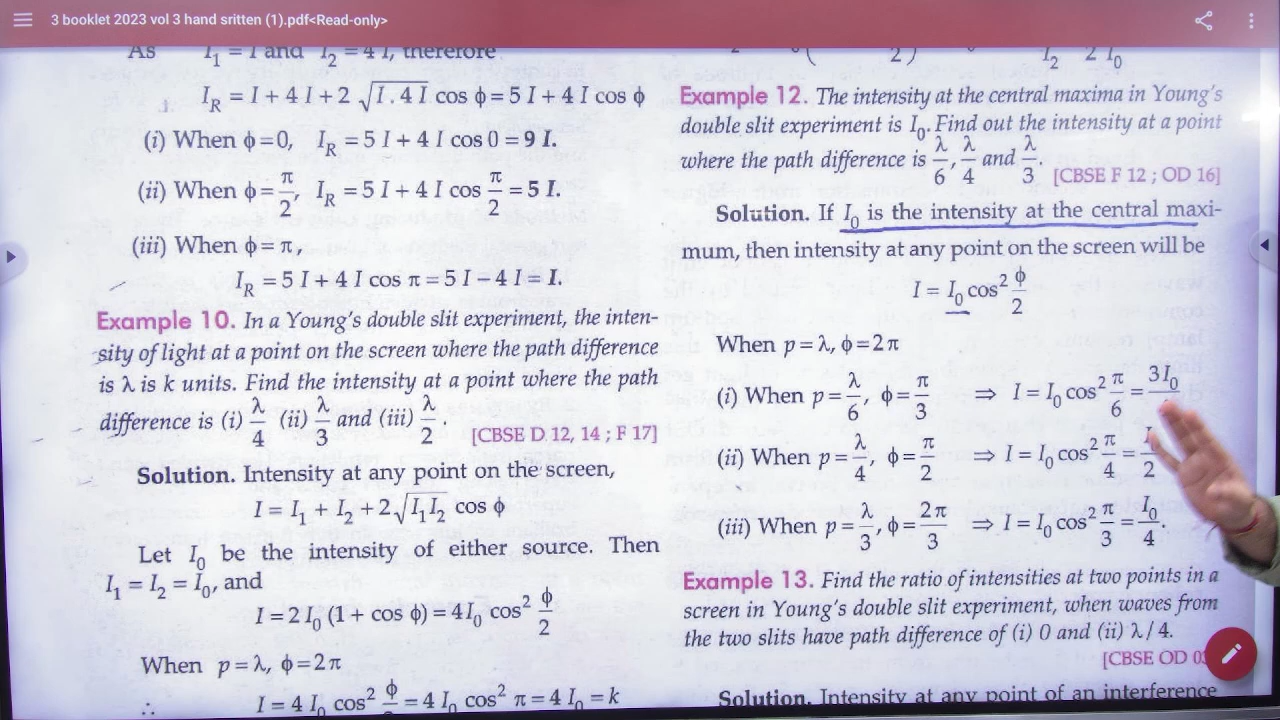 3 booklet 2023 vol 3 hand sritten (1).pdf<Read-only>
As I₁ = I and I₂ = 4 I, therefore
I_R = I + 4 I + 2 √(I . 4 I) cos ϕ = 5 I + 4 I cos ϕ
(i) When ϕ = 0, I_R = 5 I + 4 I cos 0 = 9 I.
(ii) When ϕ = π/2, I_R = 5 I + 4 I cos π/2 = 5 I.
(iii) When ϕ = π,
I_R = 5 I + 4 I cos π = 5 I − 4 I = I.
Example 10. In a Young's double slit experiment, the inten-
sity of light at a point on the screen where the path difference
is λ is k units. Find the intensity at a point where the path
difference is (i) λ/4 (ii) λ/3 and (iii) λ/2.
[CBSE D 12, 14 ; F 17]
Solution. Intensity at any point on the screen,
I = I₁ + I₂ + 2√(I₁ I₂) cos ϕ
Let I₀ be the intensity of either source. Then
I₁ = I₂ = I₀, and
I = 2 I₀ (1 + cos ϕ) = 4 I₀ cos² ϕ/2
When p = λ, ϕ = 2 π
∴ I = 4 I₀ cos² ϕ = 4 I₀ cos² π = 4 I₀ = k
2 2) I₂ 2 I₀
Example 12. The intensity at the central maxima in Young's
double slit experiment is I₀. Find out the intensity at a point
where the path difference is λ/6, λ/4 and λ/3.
[CBSE F 12 ; OD 16]
Solution. If I₀ is the intensity at the central maxi-
mum, then intensity at any point on the screen will be
I = I₀ cos² ϕ/2
When p = λ, ϕ = 2 π
(i) When p = λ/6, ϕ = π/3 ⇒ I = I₀ cos² π/6 = 3 I₀
(ii) When p = λ/4, ϕ = π/2 ⇒ I = I₀ cos² π/4 = I/2
(iii) When p = λ/3, ϕ = 2π/3 ⇒ I = I₀ cos² π/3 = I₀/4.
Example 13. Find the ratio of intensities at two points in a
screen in Young's double slit experiment, when waves from
the two slits have path difference of (i) 0 and (ii) λ / 4.
[CBSE OD
Solution. Intensity at any point of an interference